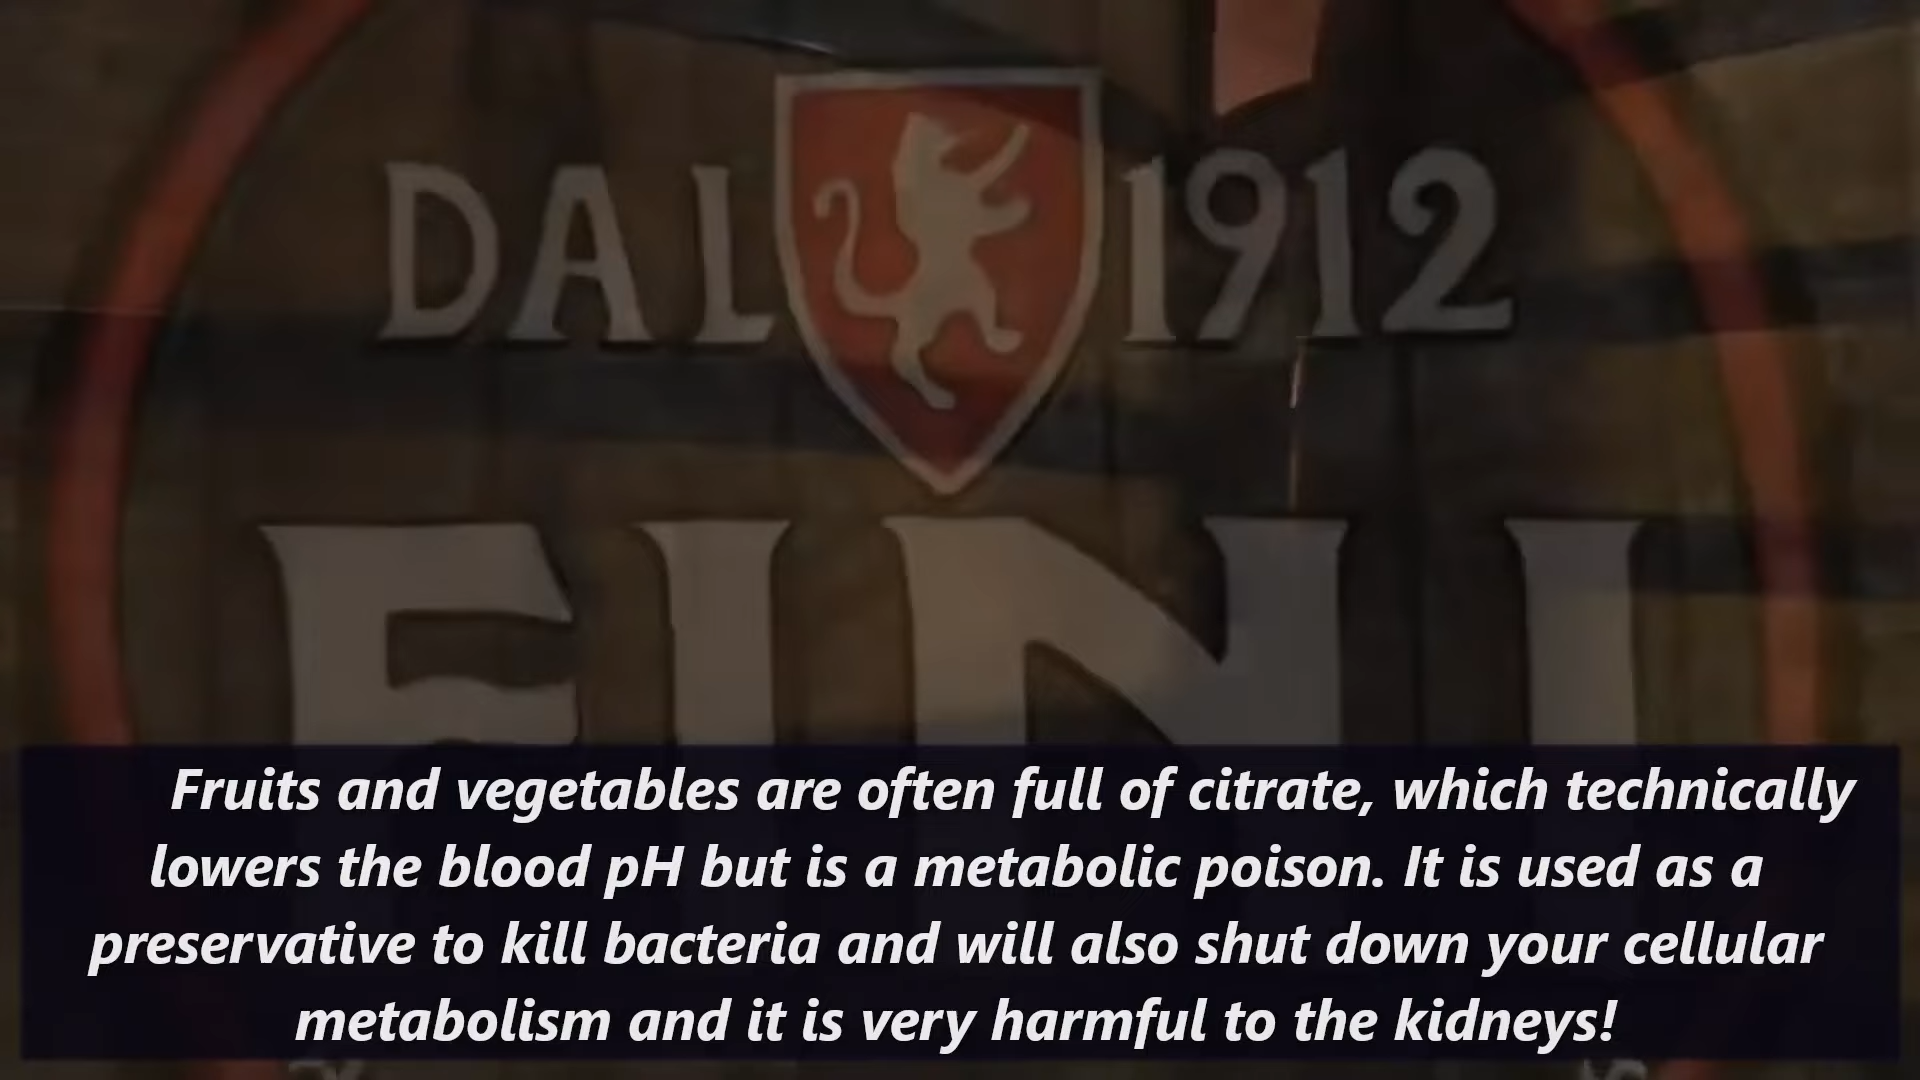 DAL 1912
FINI
Fruits and vegetables are often full of citrate, which technically
lowers the blood pH but is a metabolic poison. It is used as a
preservative to kill bacteria and will also shut down your cellular
metabolism and it is very harmful to the kidneys!